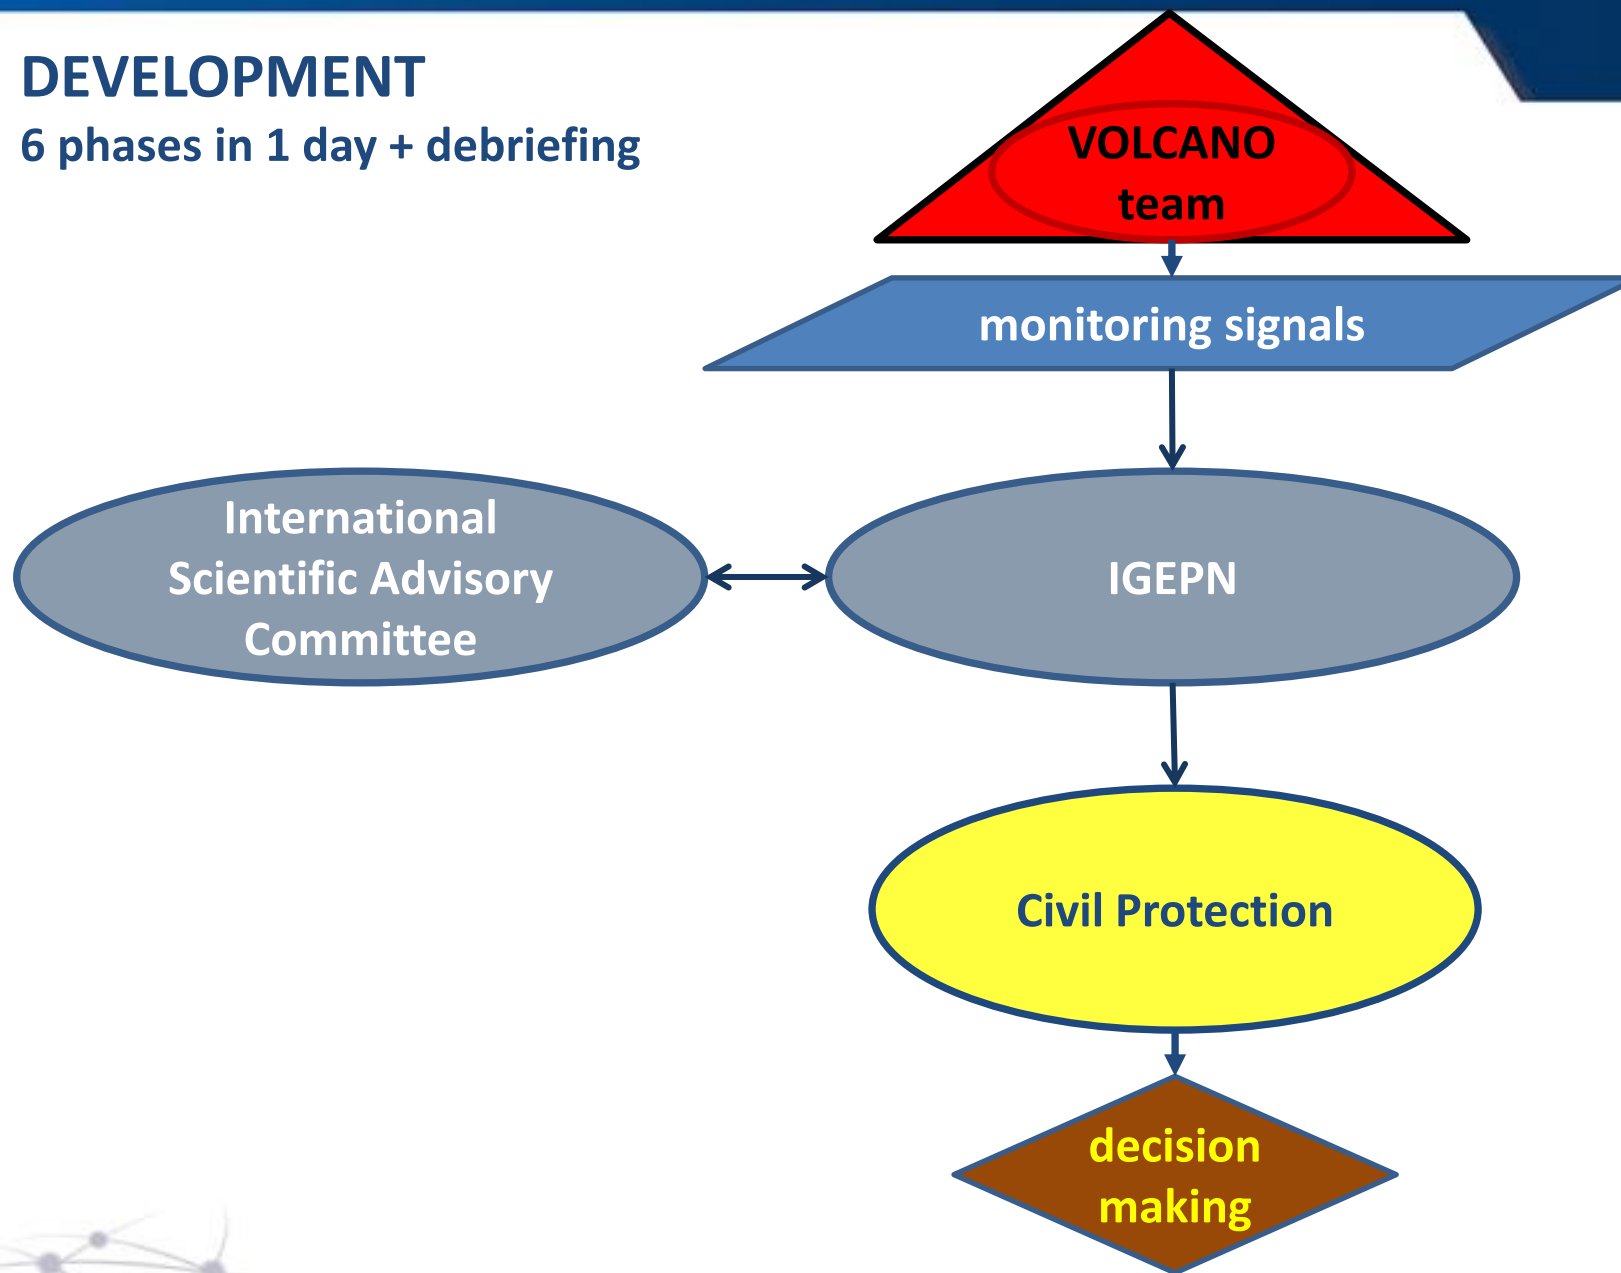 DEVELOPMENT
6 phases in 1 day + debriefing
VOLCANO
team
monitoring signals
International
Scientific Advisory
Committee
IGEPN
Civil Protection
decision
making